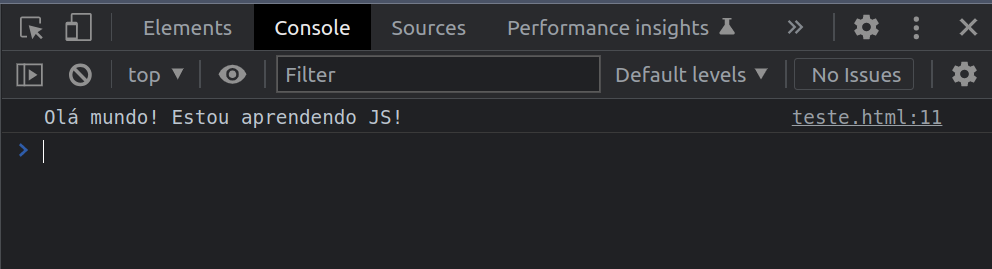 Elements Console Sources Performance insights
top Filter Default levels No Issues
Olá mundo! Estou aprendendo JS! teste.html:11